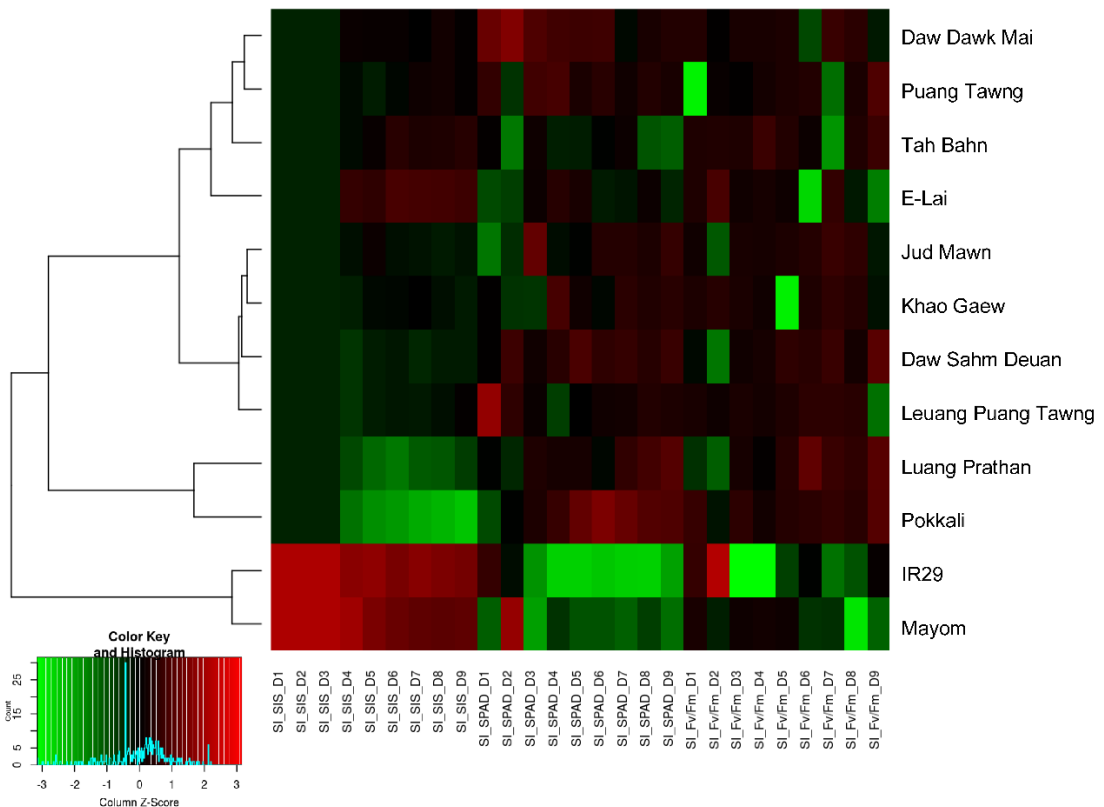 Daw Dawk Mai
Puang Tawng
Tah Bahn
E-Lai
Jud Mawn
Khao Gaew
Daw Sahm Deuan
Leuang Puang Tawng
Luang Prathan
Pokkali
IR29
Mayom
Color Key
and Histogram
Count
0 5 15 25
-3 -2 -1 0 1 2 3
Column Z-Score
SI_SIS_D1
SI_SIS_D2
SI_SIS_D3
SI_SIS_D4
SI_SIS_D5
SI_SIS_D6
SI_SIS_D7
SI_SIS_D8
SI_SIS_D9
SI_SPAD_D1
SI_SPAD_D2
SI_SPAD_D3
SI_SPAD_D4
SI_SPAD_D5
SI_SPAD_D6
SI_SPAD_D7
SI_SPAD_D8
SI_SPAD_D9
SI_Fv/Fm_D1
SI_Fv/Fm_D2
SI_Fv/Fm_D3
SI_Fv/Fm_D4
SI_Fv/Fm_D5
SI_Fv/Fm_D6
SI_Fv/Fm_D7
SI_Fv/Fm_D8
SI_Fv/Fm_D9